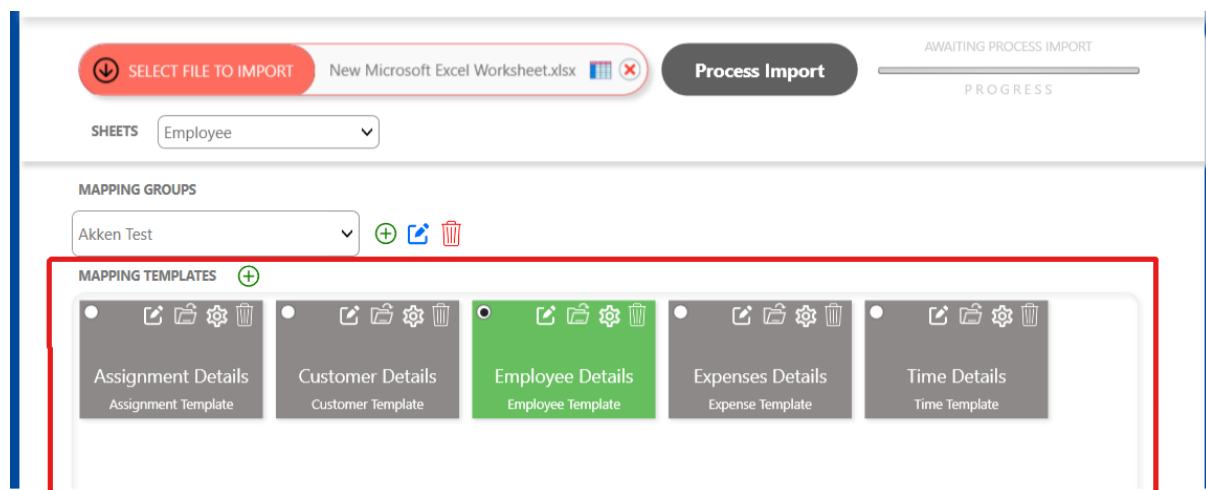 AWAITING PROCESS IMPORT
SELECT FILE TO IMPORT New Microsoft Excel Worksheet.xlsx Process Import
PROGRESS
SHEETS Employee
MAPPING GROUPS
Akken Test
MAPPING TEMPLATES
Assignment Details Customer Details Employee Details Expenses Details Time Details
Assignment Template Customer Template Employee Template Expense Template Time Template